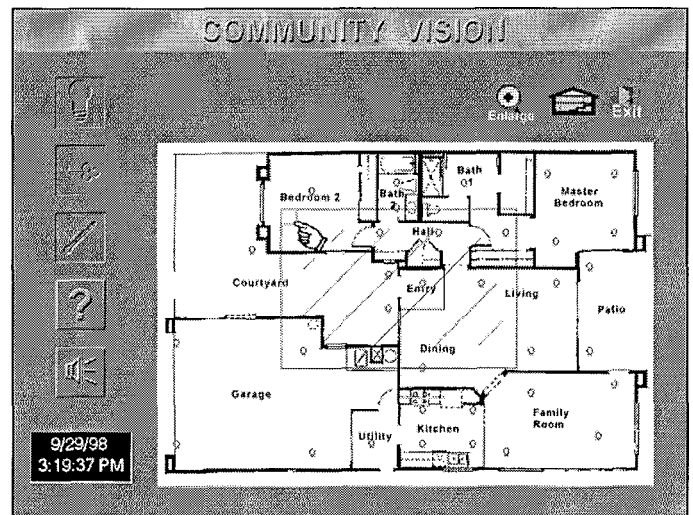 COMMUNITY VISION
Enlarge
Exit
Bedroom 2
Bath 2
Bath 1
Master Bedroom
Hall
Courtyard
Entry
Living
Patio
Dining
Garage
Utility
Kitchen
Family Room
?
9/29/98
3:19:37 PM